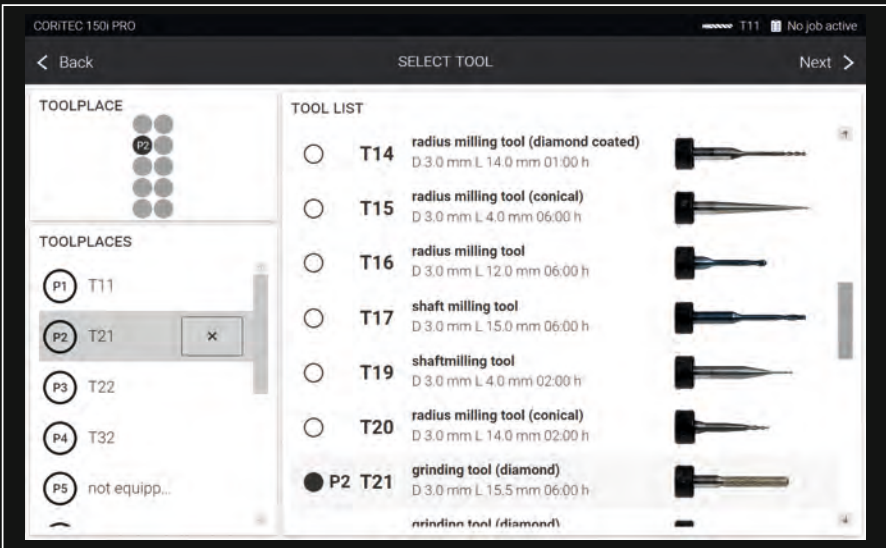 CORiTEC 150i PRO
T11 No job active
Back
SELECT TOOL
Next
TOOLPLACE
P2
TOOLPLACES
P1 T11
P2 T21 ×
P3 T22
P4 T32
P5 not equipp...
TOOL LIST
T14 radius milling tool (diamond coated)
D 3.0 mm L 14.0 mm 01:00 h
T15 radius milling tool (conical)
D 3.0 mm L 4.0 mm 06:00 h
T16 radius milling tool
D 3.0 mm L 12.0 mm 06:00 h
T17 shaft milling tool
D 3.0 mm L 15.0 mm 06:00 h
T19 shaftmilling tool
D 3.0 mm L 4.0 mm 02:00 h
T20 radius milling tool (conical)
D 3.0 mm L 14.0 mm 02:00 h
P2 T21 grinding tool (diamond)
D 3.0 mm L 15.5 mm 06:00 h
grinding tool (diamond)